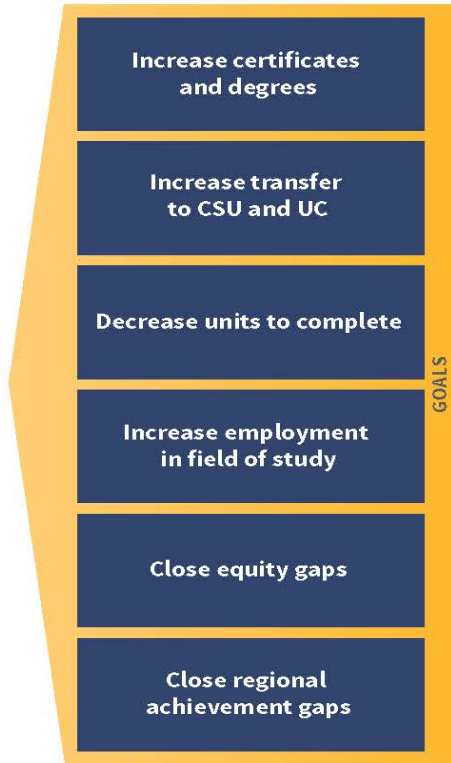 Increase certificates
and degrees
Increase transfer
to CSU and UC
Decrease units to complete
Increase employment
in field of study
Close equity gaps
Close regional
achievement gaps
GOALS